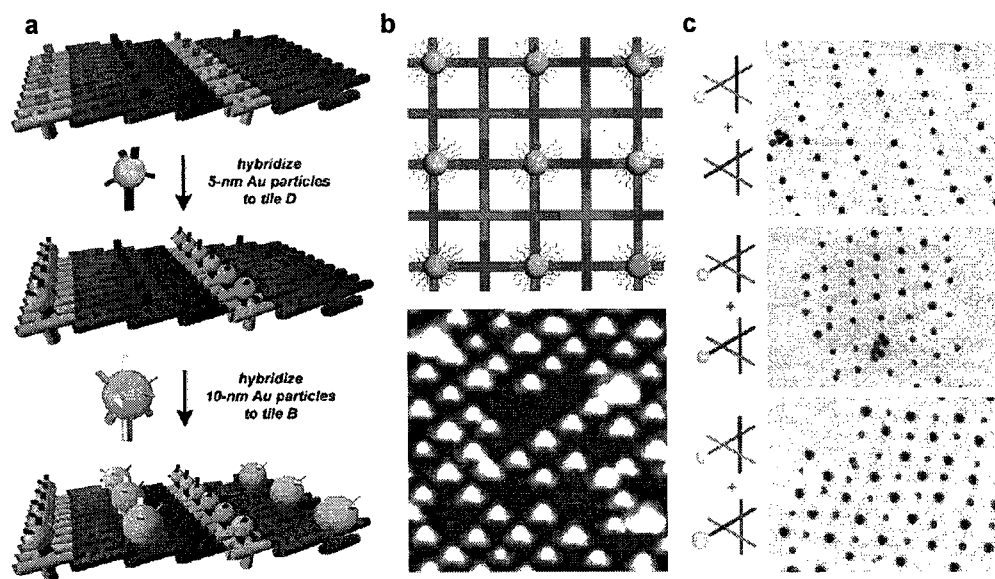 a
b
c
hybridize
5-nm Au particles
to tile D
hybridize
10-nm Au particles
to tile B